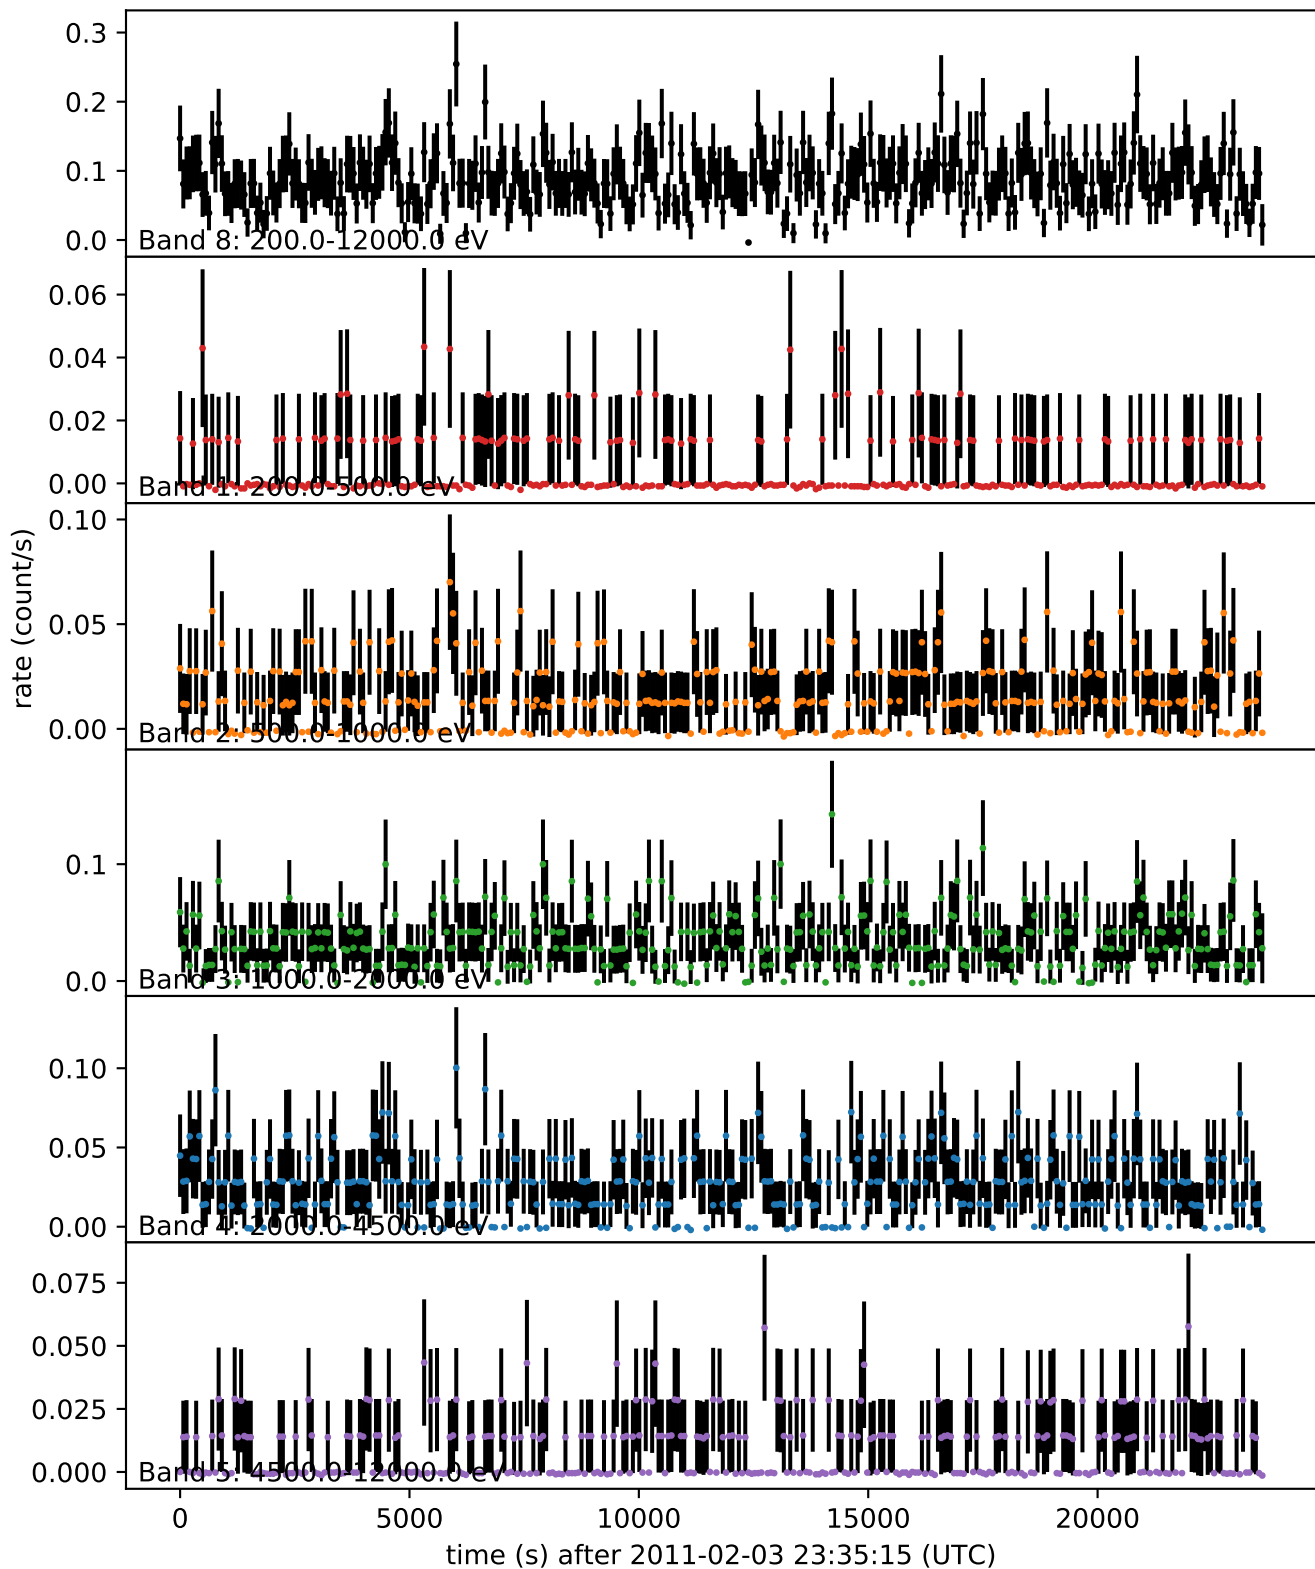 0.3
0.2
0.1
0.0
Band 8: 200.0-12000.0 eV
0.06
0.04
0.02
0.00
Band 1: 200.0-500.0 eV
0.10
0.05
0.00
Band 2: 500.0-1000.0 eV
rate (count/s)
0.1
0.0
Band 3: 1000.0-2000.0 eV
0.10
0.05
0.00
Band 4: 2000.0-4500.0 eV
0.075
0.050
0.025
0.000
Band 5: 4500.0-12000.0 eV
0 5000 10000 15000 20000
time (s) after 2011-02-03 23:35:15 (UTC)